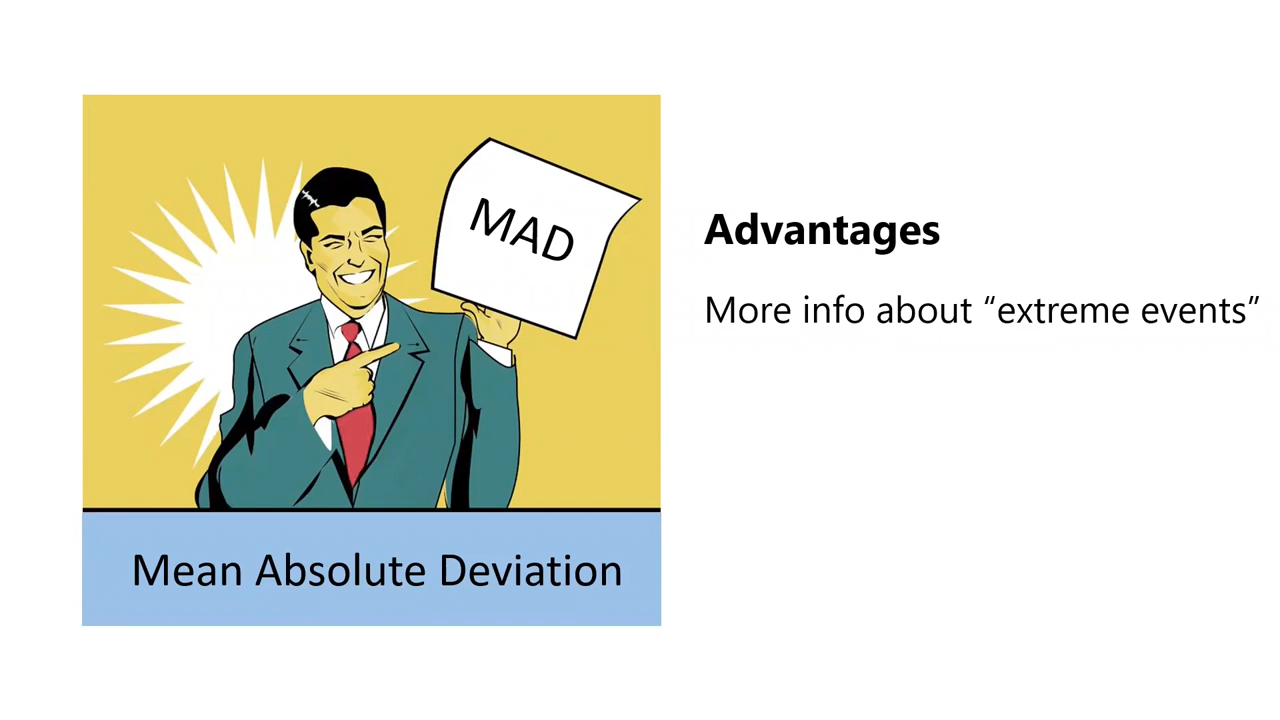 MAD
Mean Absolute Deviation
Advantages
More info about “extreme events”